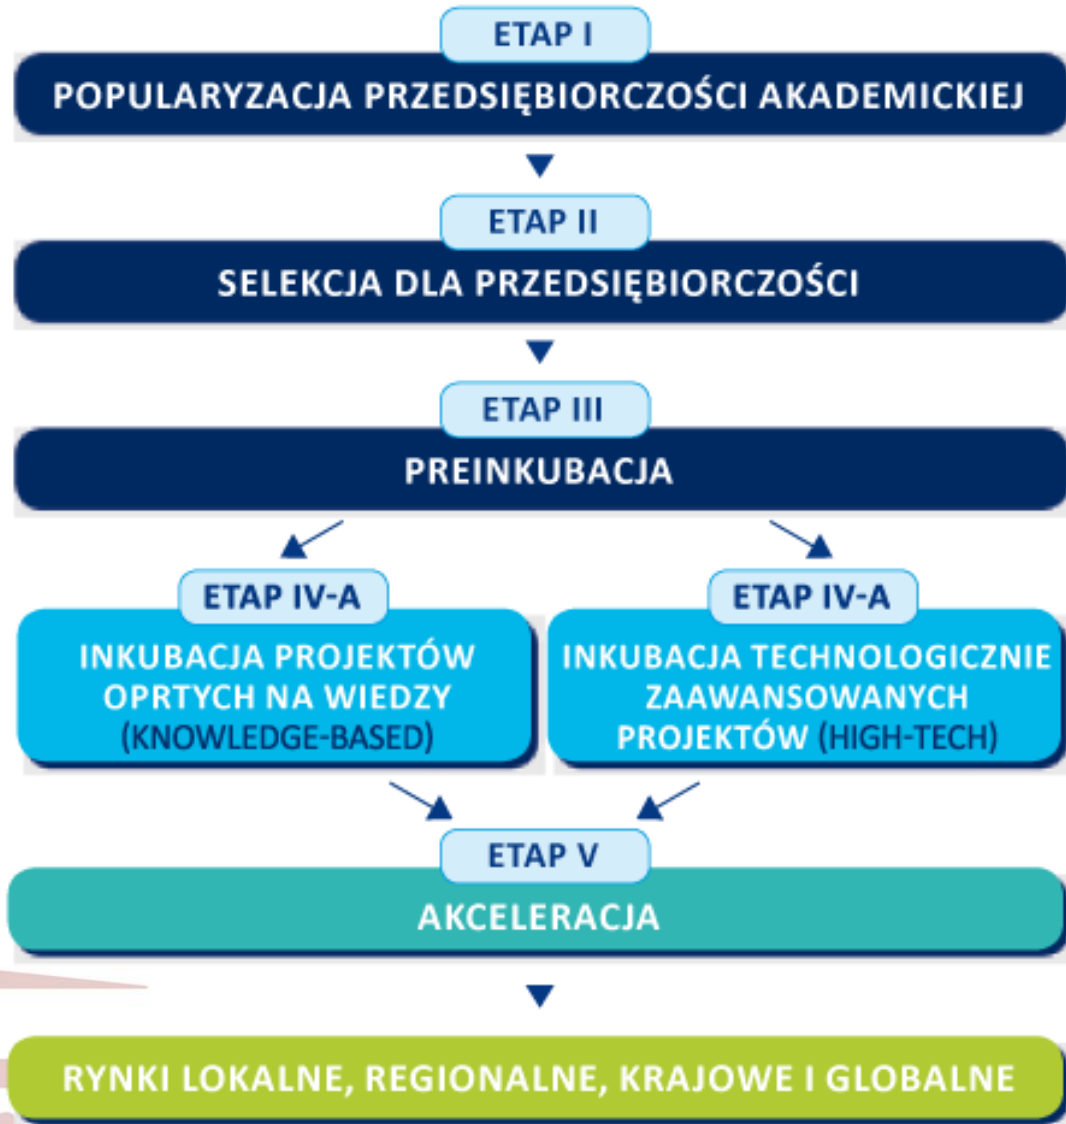 ETAP I
POPULARYZACJA PRZEDSIĘBIORCZOŚCI AKADEMICKIEJ
ETAP II
SELEKCJA DLA PRZEDSIĘBIORCZOŚCI
ETAP III
PREINKUBACJA
ETAP IV-A
INKUBACJA PROJEKTÓW
OPRTYCH NA WIEDZY
(KNOWLEDGE-BASED)
ETAP IV-A
INKUBACJA TECHNOLOGICZNIE
ZAAWANSOWANYCH
PROJEKTÓW (HIGH-TECH)
ETAP V
AKCELERACJA
RYNKI LOKALNE, REGIONALNE, KRAJOWE I GLOBALNE